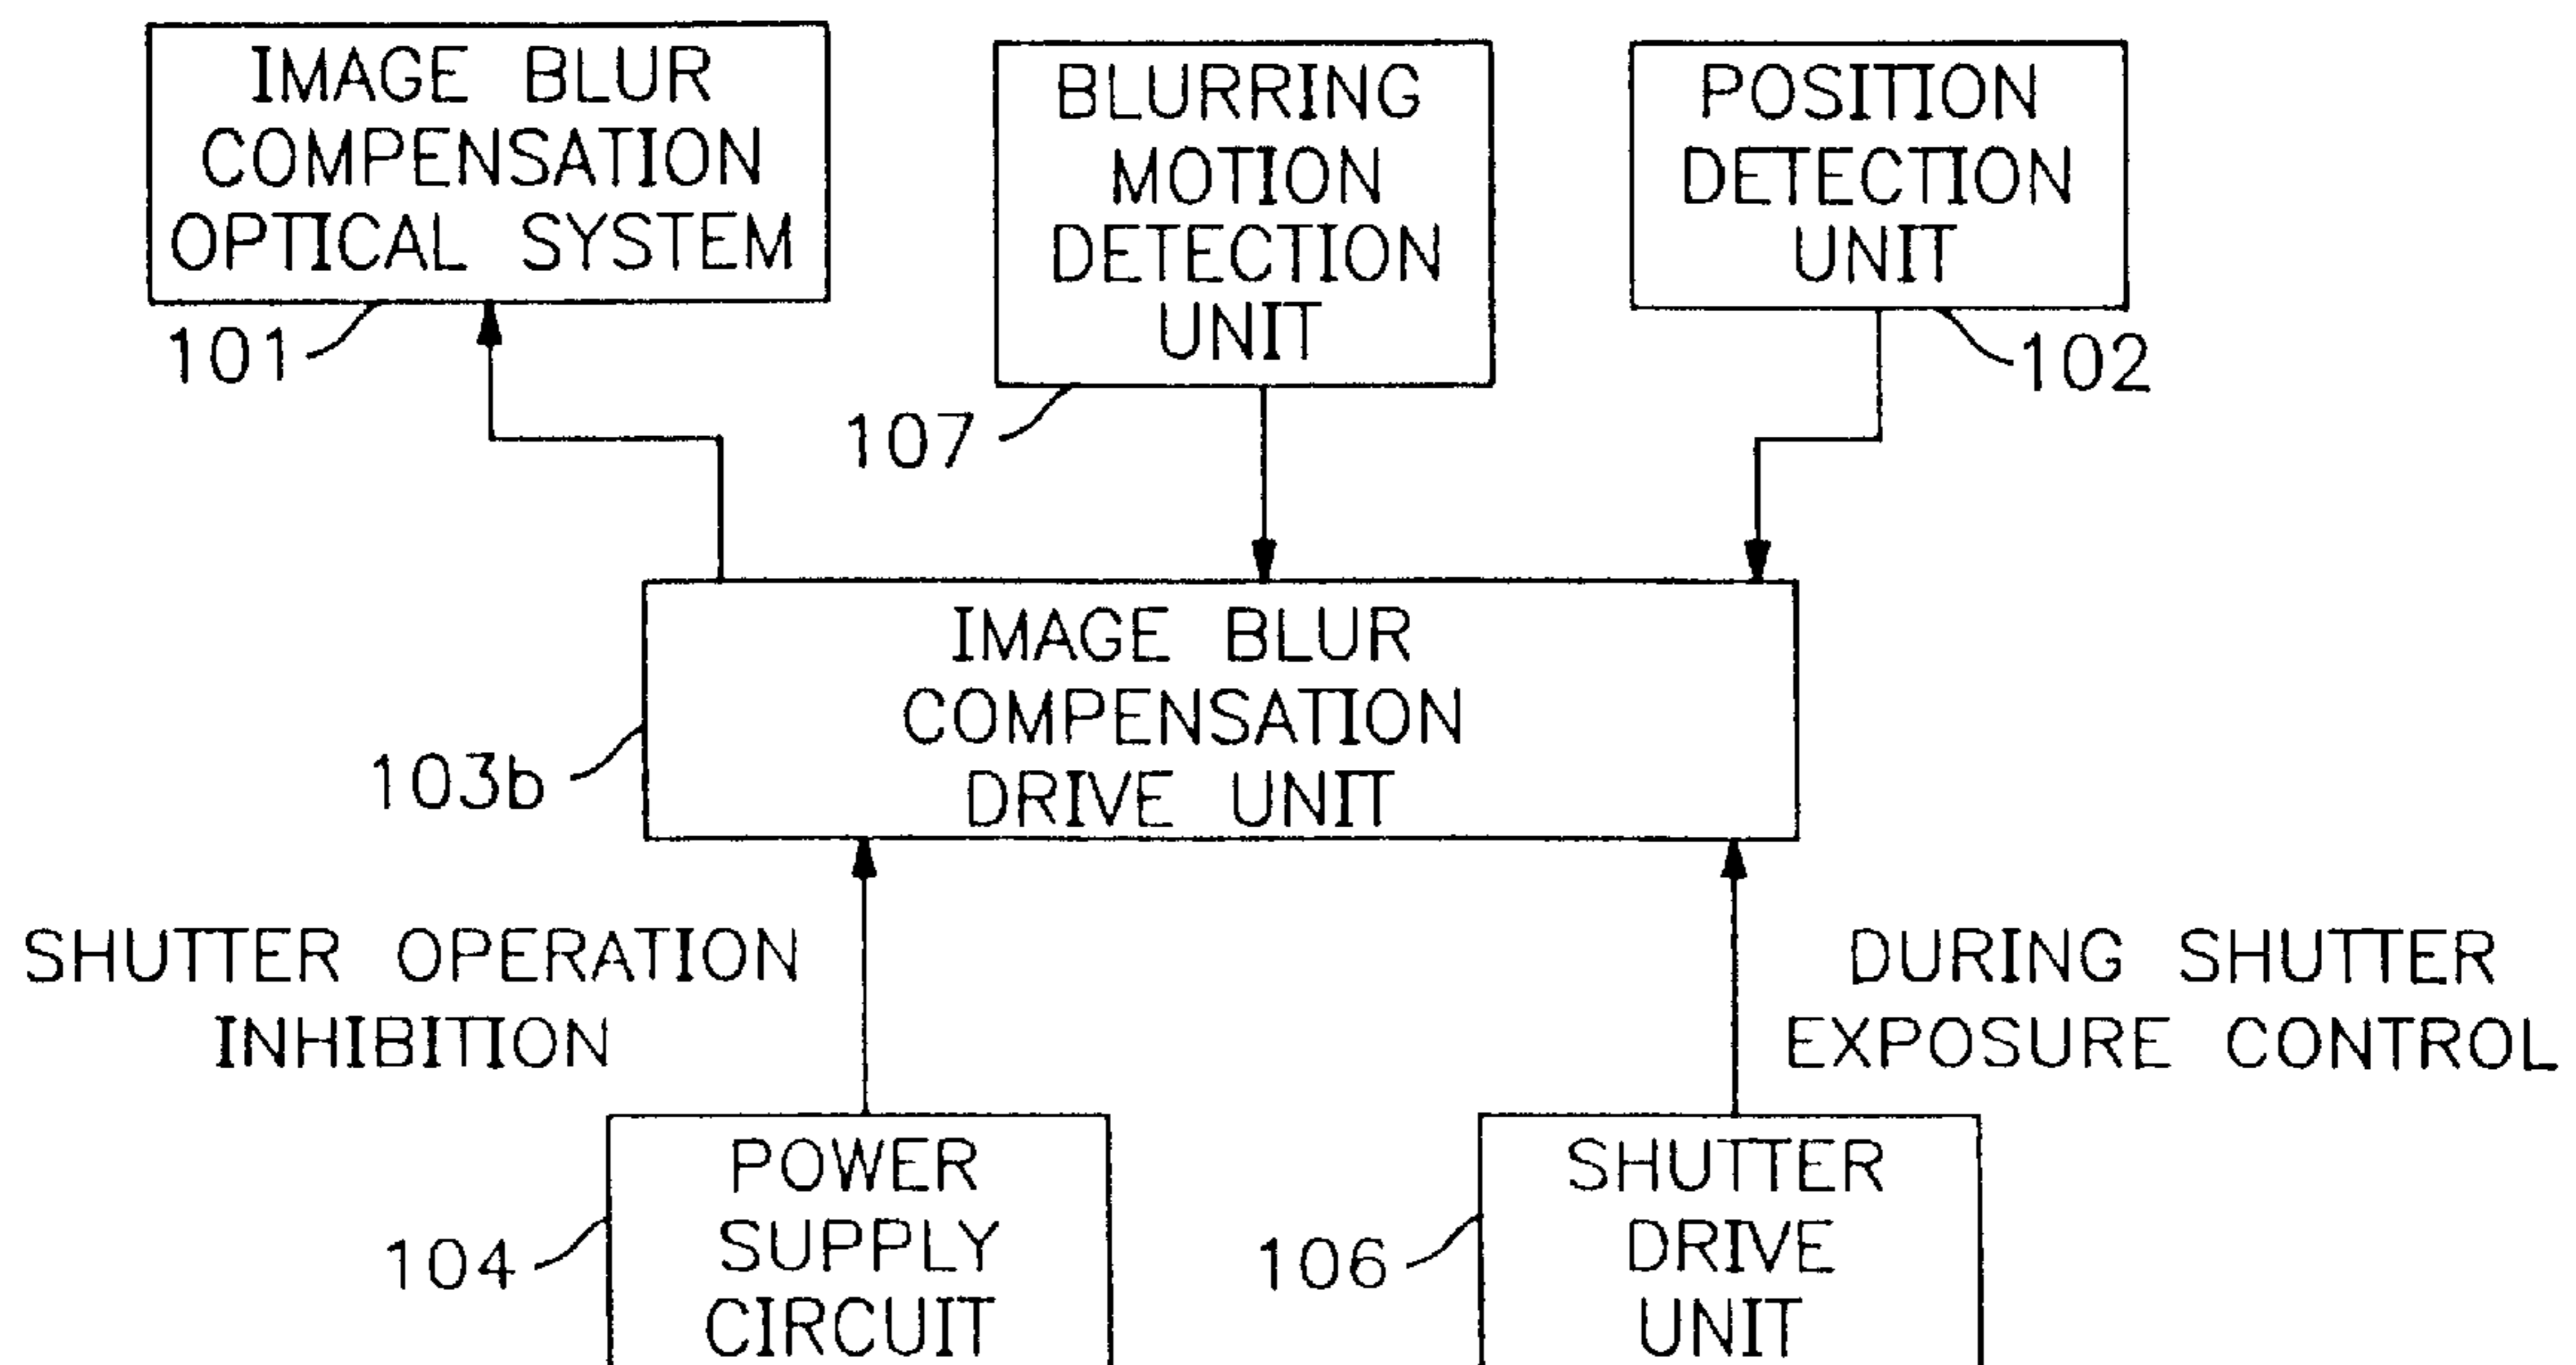 IMAGE BLUR
COMPENSATION
OPTICAL SYSTEM
101
BLURRING
MOTION
DETECTION
UNIT
107
POSITION
DETECTION
UNIT
102
IMAGE BLUR
COMPENSATION
DRIVE UNIT
103b
SHUTTER OPERATION
INHIBITION
DURING SHUTTER
EXPOSURE CONTROL
POWER
SUPPLY
CIRCUIT
104
SHUTTER
DRIVE
UNIT
106